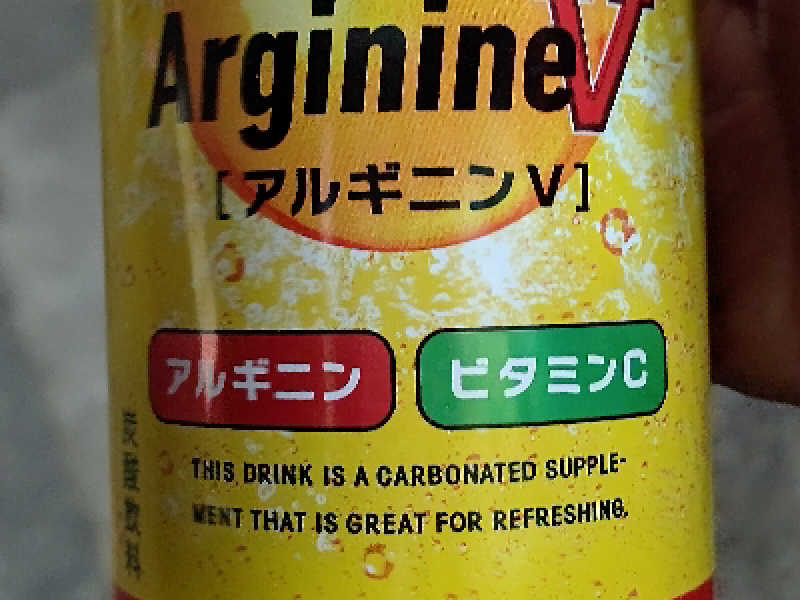 Arginine V
[アルギニンV]
アルギニン ビタミンC
THIS DRINK IS A CARBONATED SUPPLE-
MENT THAT IS GREAT FOR REFRESHING.
炭酸飲料